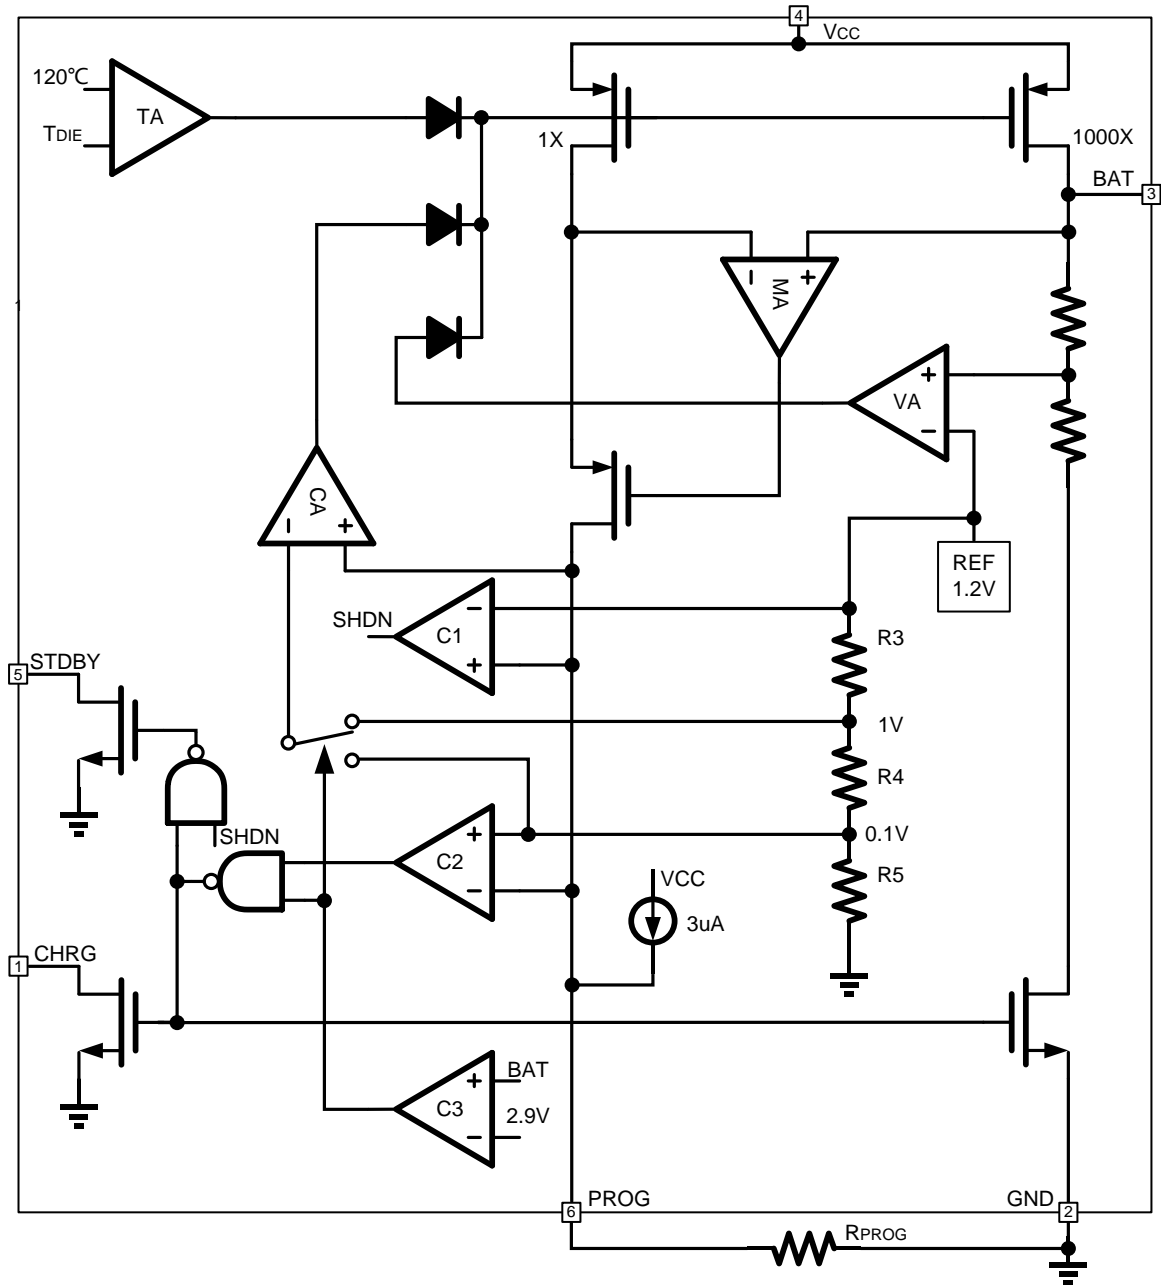 4
VCC
120℃
TA
TDIE
1X
1000X
BAT
3
MA
+
−
1
VA
+
−
CA
−
+
REF
1.2V
SHDN
C1
−
+
R3
STDBY
5
1V
R4
SHDN
C2
+
−
0.1V
R5
VCC
3uA
CHRG
1
C3
+
−
BAT
2.9V
PROG
6
GND
2
RPROG